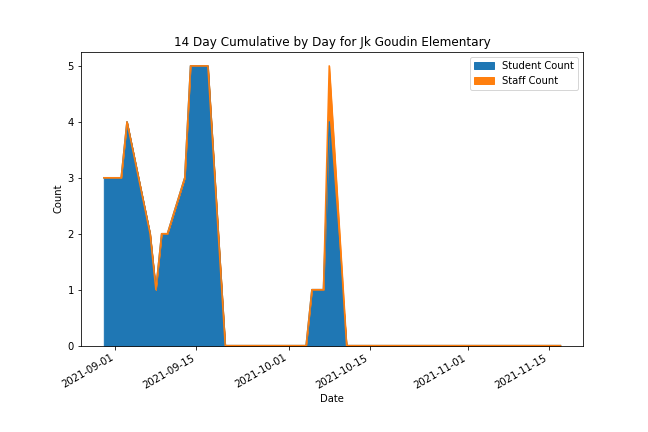 14 Day Cumulative by Day for Jk Goudin Elementary
Student Count
Staff Count
Count
5
4
3
2
1
0
2021-09-01
2021-09-15
2021-10-01
2021-10-15
2021-11-01
2021-11-15
Date